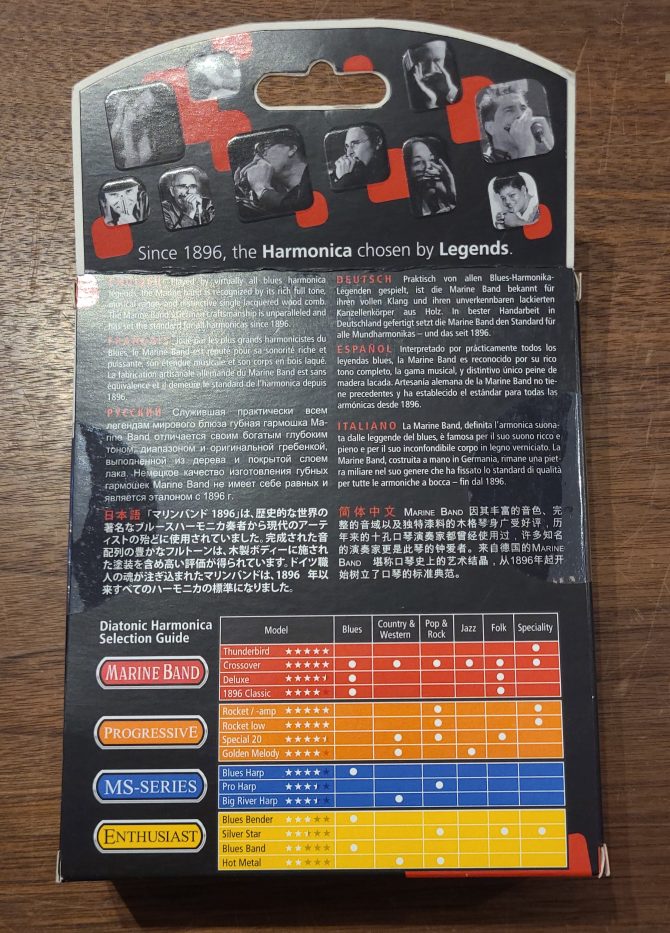 Since 1896, the Harmonica chosen by Legends.
Played by virtually all blues harmonica
legends, the Marine Band is recognized by its rich full tone,
musical range and distinctive single lacquered wood comb.
The Marine Band's German craftsmanship is unparalleled and
has set the standard for all harmonicas since 1896.
FRANÇAIS Joué par les plus grands harmonicistes du
Blues, le Marine Band est réputé pour sa sonorité riche et
puissante, son étendue musicale et son corps en bois laqué.
La fabrication artisanale allemande du Marine Band est sans
équivalence et il demeure le standard de l'harmonica depuis
1896.
РУССКИЙ Служившая практически всем
легендам мирового блюза губная гармошка Ma-
rine Band отличается своим богатым глубоким
тоном, диапазоном и оригинальной гребенкой,
выполненной из дерева и покрытой слоем
лака. Немецкое качество изготовления губных
гармошек Marine Band не имеет себе равных и
является эталоном с 1896 г.
日本語 「マリンバンド 1896」は、歴史的な世界の
著名なブルースハーモニカ奏者から現代のアーテ
ィストの殆どに使用されていました。完成された音
配列の豊かなフルトーンは、木製ボディーに施され
た塗装を含め高い評価が得られています。ドイツ職
人の魂が注ぎ込まれたマリンバンドは、1896 年以
来すべてのハーモニカの標準になりました。
DEUTSCH Praktisch von allen Blues-Harmonika-
Legenden gespielt, ist die Marine Band bekannt für
ihren vollen Klang und ihren unverkennbaren lackierten
Kanzellenkörper aus Holz. In bester Handarbeit in
Deutschland gefertigt setzt die Marine Band den Standard für
alle Mundharmonikas – und das seit 1896.
ESPAÑOL Interpretado por prácticamente todos los
leyendas blues, la Marine Band es reconocido por su rico
tono completo, la gama musical, y distintivo único peine de
madera lacada. Artesania alemana de la Marine Band no tie-
ne precedentes y ha establecido el estándar para todas las
armónicas desde 1896.
ITALIANO La Marine Band, definita l'armonica suona-
ta dalle leggende del blues, è famosa per il suo suono ricco e
pieno e per il suo inconfondibile corpo in legno verniciato. La
Marine Band, costruita a mano in Germania, rimane una piet-
ra miliare nel suo genere che ha fissato lo standard di qualità
per tutte le armoniche a bocca – fin dal 1896.
简体中文 MARINE BAND 因其丰富的音色、完
整的音域以及独特漆料的木格琴身广受好评，历
年来的十孔口琴演奏家都曾经使用过，许多知名
的演奏家更是此琴的钟爱者。来自德国的MARINE
BAND 堪称口琴史上的艺术结晶，从1896年起开
始树立了口琴的标准典范。
Diatonic Harmonica
Selection Guide
Model Blues Country & Western Pop & Rock Jazz Folk Speciality
MARINE BAND
Thunderbird ★★★★★
Crossover ★★★★★
Deluxe
1896 Classic ★★★★★
PROGRESSIVE
Rocket / -amp ★★★★★
Rocket low ★★★★★
Special 20
Golden Melody ★★★★★
MS-SERIES
Blues Harp ★★★★★
Pro Harp
Big River Harp
ENTHUSIAST
Blues Bender
Silver Star
Blues Band
Hot Metal